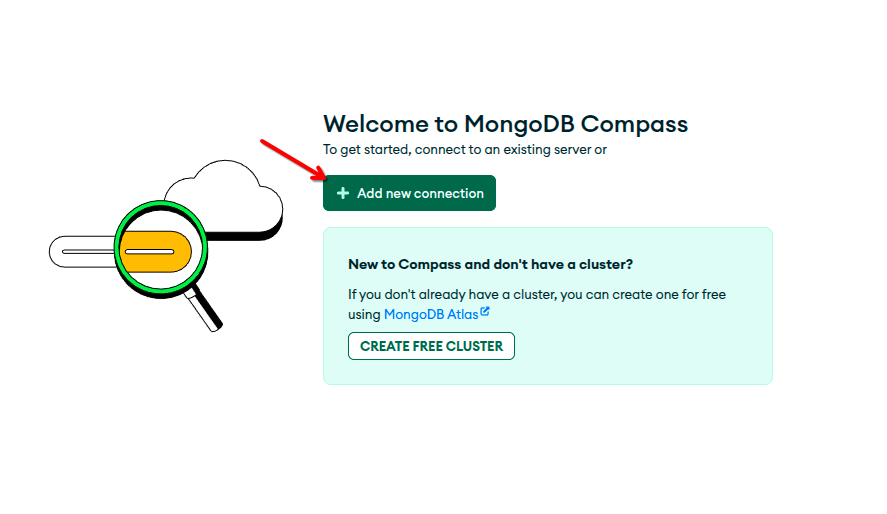 Welcome to MongoDB Compass
To get started, connect to an existing server or
Add new connection
New to Compass and don't have a cluster?
If you don't already have a cluster, you can create one for free
using MongoDB Atlas
CREATE FREE CLUSTER